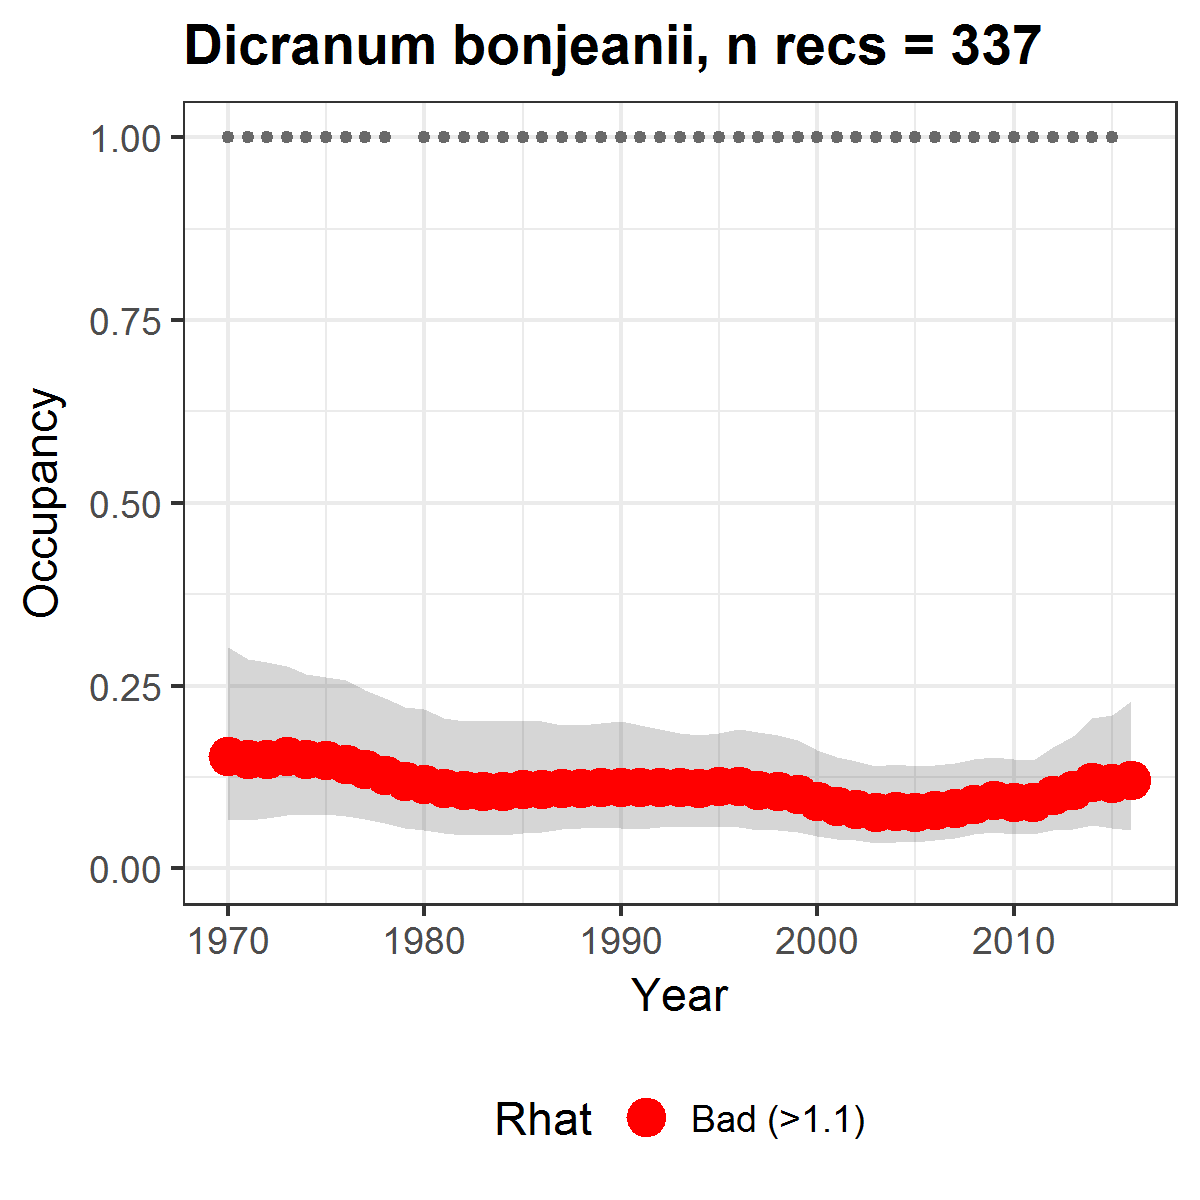 Dicranum bonjeanii, n recs = 337
1.00
0.75
0.50
0.25
0.00
Occupancy
1970 1980 1990 2000 2010
Year
Rhat Bad (>1.1)